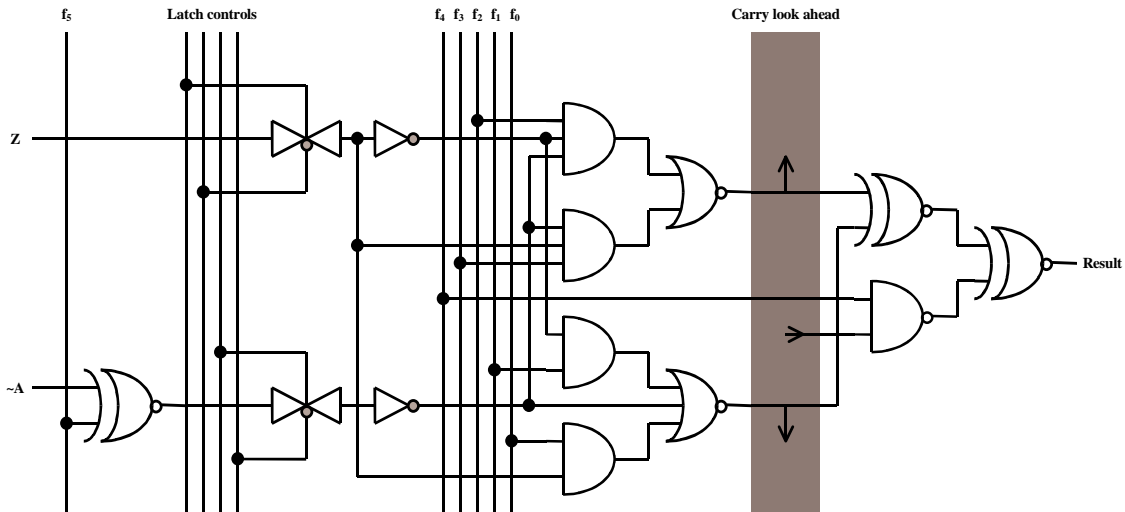 f₅ Latch controls f₄ f₃ f₂ f₁ f₀ Carry look ahead
Z
Result
~A